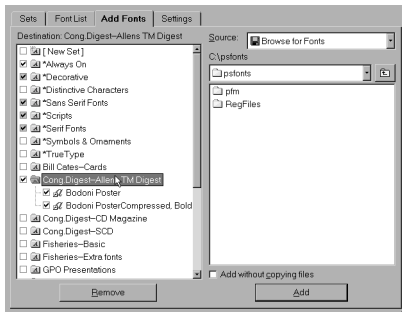 Sets Font List Add Fonts Settings
Destination: Cong.Digest–Allens TM Digest
[ New Set ]
*Always On
*Decorative
*Distinctive Characters
*Sans Serif Fonts
*Scripts
*Serif Fonts
*Symbols & Ornaments
*TrueType
Bill Cates–Cards
Cong.Digest–Allens TM Digest
Bodoni Poster
Bodoni PosterCompressed, Bold
Cong.Digest–CD Magazine
Cong.Digest–SCD
Fisheries–Basic
Fisheries–Extra fonts
GPO Presentations
Remove
Source: Browse for Fonts
C:\psfonts
psfonts
pfm
RegFiles
Add without copying files
Add